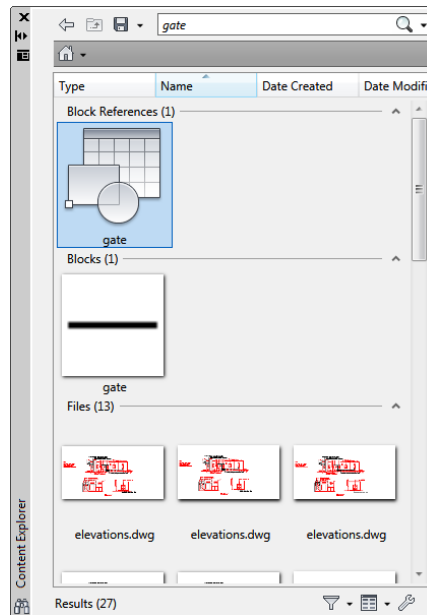 gate
Type Name Date Created Date Modifi
Block References (1)
gate
Blocks (1)
gate
Files (13)
elevations.dwg elevations.dwg elevations.dwg
Content Explorer
Results (27)